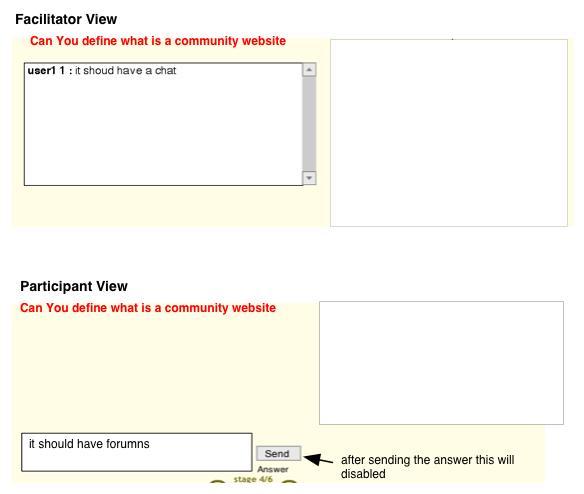 Facilitator View
Can You define what is a community website
user1 1 : it shoud have a chat
Participant View
Can You define what is a community website
it should have forumns
Send
after sending the answer this will
disabled
Answer
stage 4/6